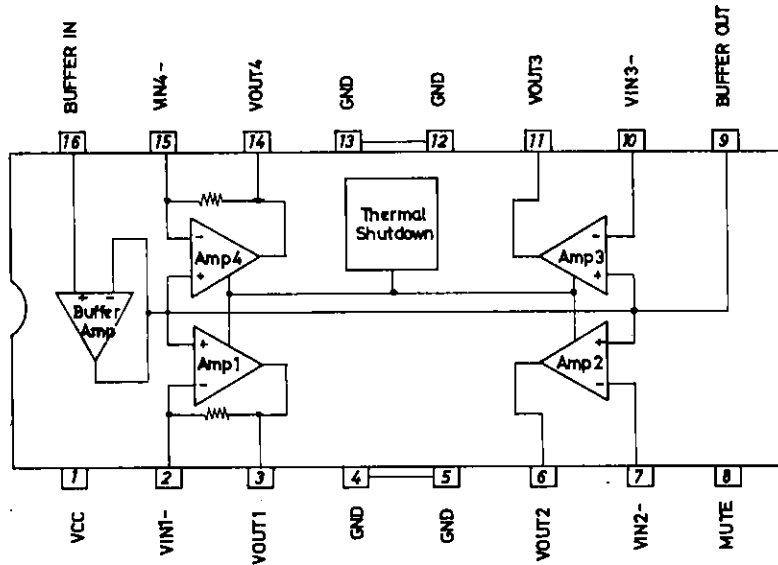 BUFFER IN
VIN4-
VOUT4
GND
GND
VOUT3
VIN3-
BUFFER OUT
16
15
14
13
12
11
10
9
Thermal
Shutdown
-
+
Amp4
-
+
Amp3
+ -
Buffer
Amp
+
-
Amp1
+
-
Amp2
1
2
3
4
5
6
7
8
VCC
VIN1-
VOUT1
GND
GND
VOUT2
VIN2-
MUTE